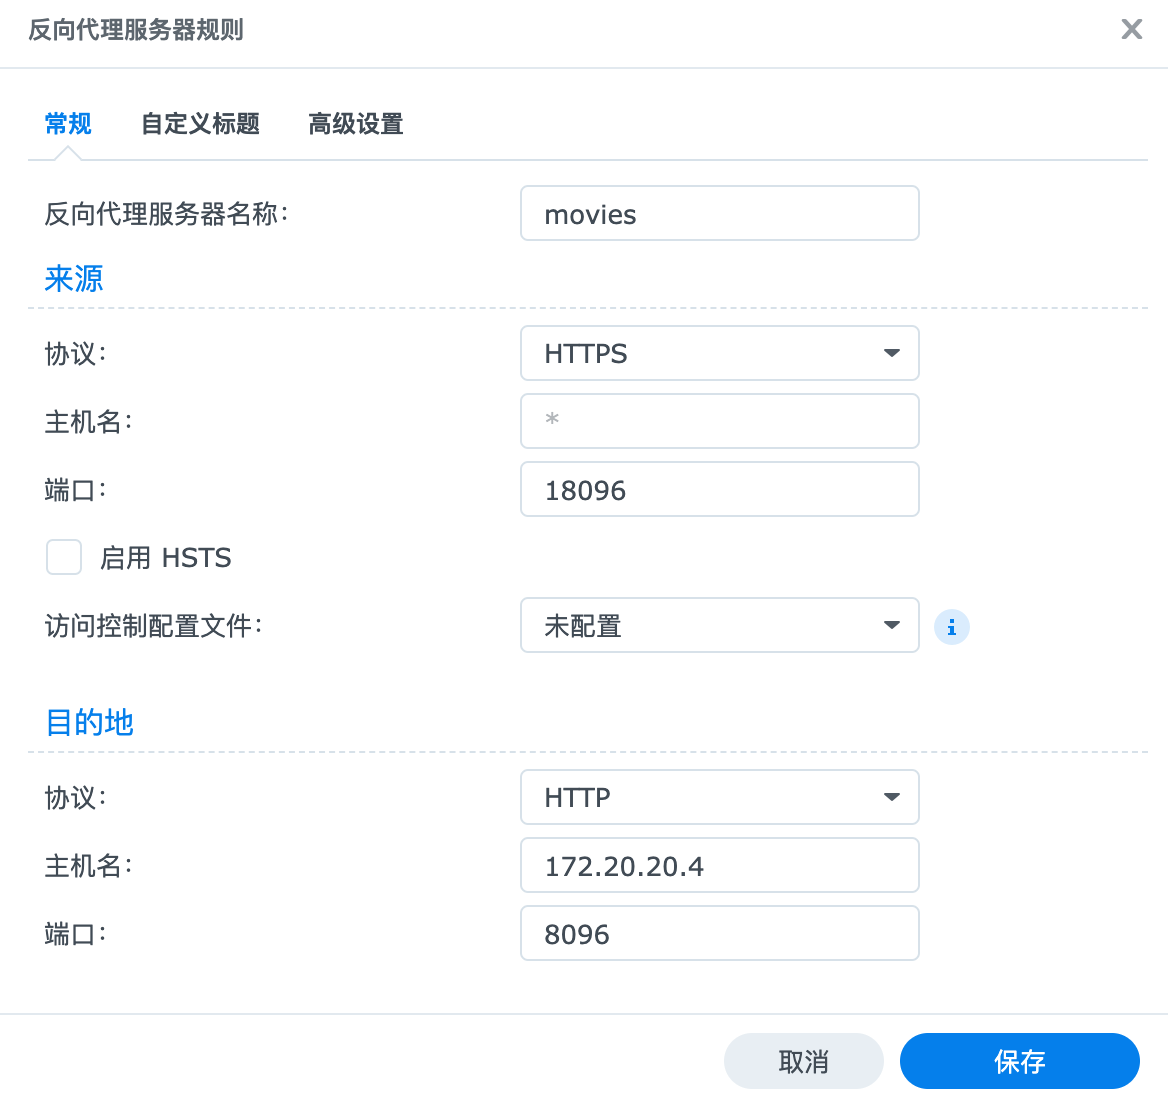 反向代理服务器规则
常规 自定义标题 高级设置
反向代理服务器名称: movies
来源
协议: HTTPS
主机名: *
端口: 18096
启用 HSTS
访问控制配置文件: 未配置 i
目的地
协议: HTTP
主机名: 172.20.20.4
端口: 8096
取消 保存